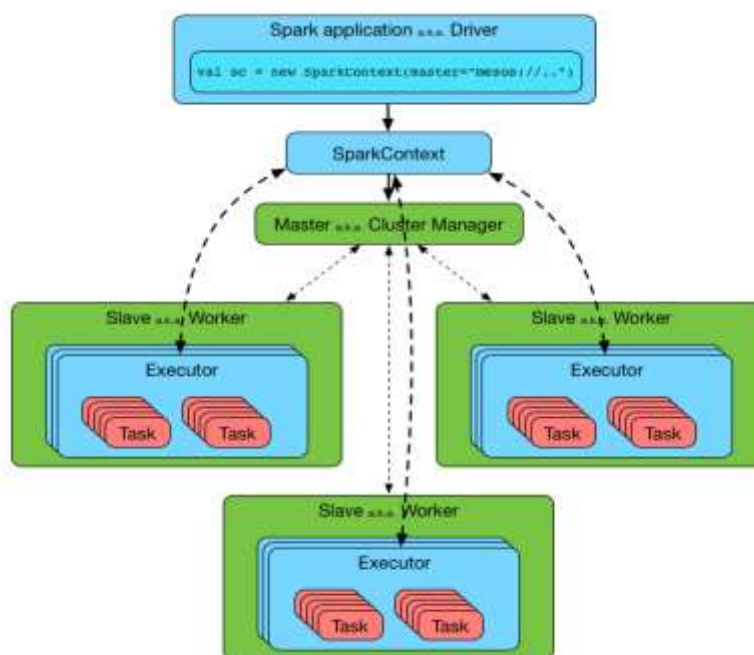 Spark application a.k.a. Driver
val sc = new SparkContext(master="mesos://..")
SparkContext
Master a.k.a. Cluster Manager
Slave a.k.a. Worker
Executor
Task
Task
Slave a.k.a. Worker
Executor
Task
Task
Slave a.k.a. Worker
Executor
Task
Task